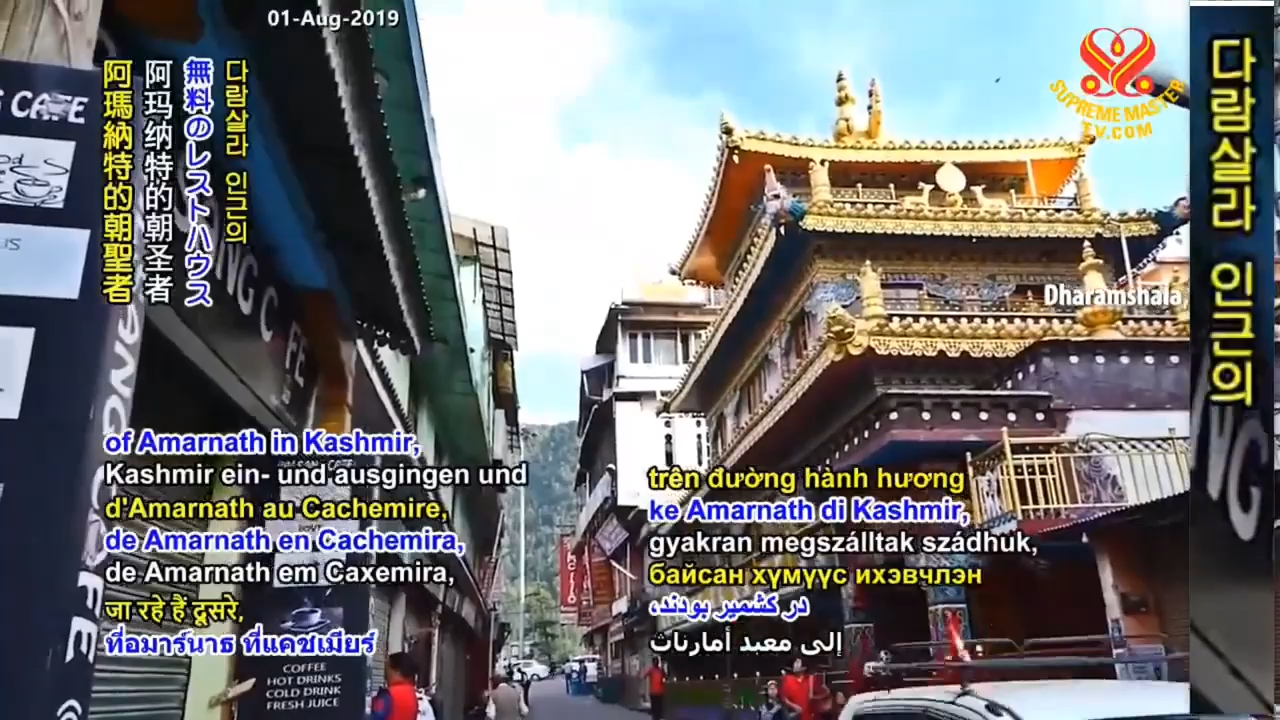 01-Aug-2019
SUPREME MASTER
TV.COM
阿瑪納特的朝聖者
阿玛纳特的朝圣者
無料のレストハウス
다람살라 인근의
다람살라 인근의
CAFE
Dharamshala
of Amarnath in Kashmir,
Kashmir ein- und ausgingen und
d'Amarnath au Cachemire,
de Amarnath en Cachemira,
de Amarnath em Caxemira,
जा रहे हैं दूसरे,
ที่อมาร์นาธ ที่แคชเมียร์
trên đường hành hương
ke Amarnath di Kashmir,
gyakran megszálltak szádhuk,
байсан хүмүүс ихэвчлэн
در کشمیر بودند،
إلى معبد أمارناث
COFFEE
HOT DRINKS
COLD DRINK
FRESH JUICE